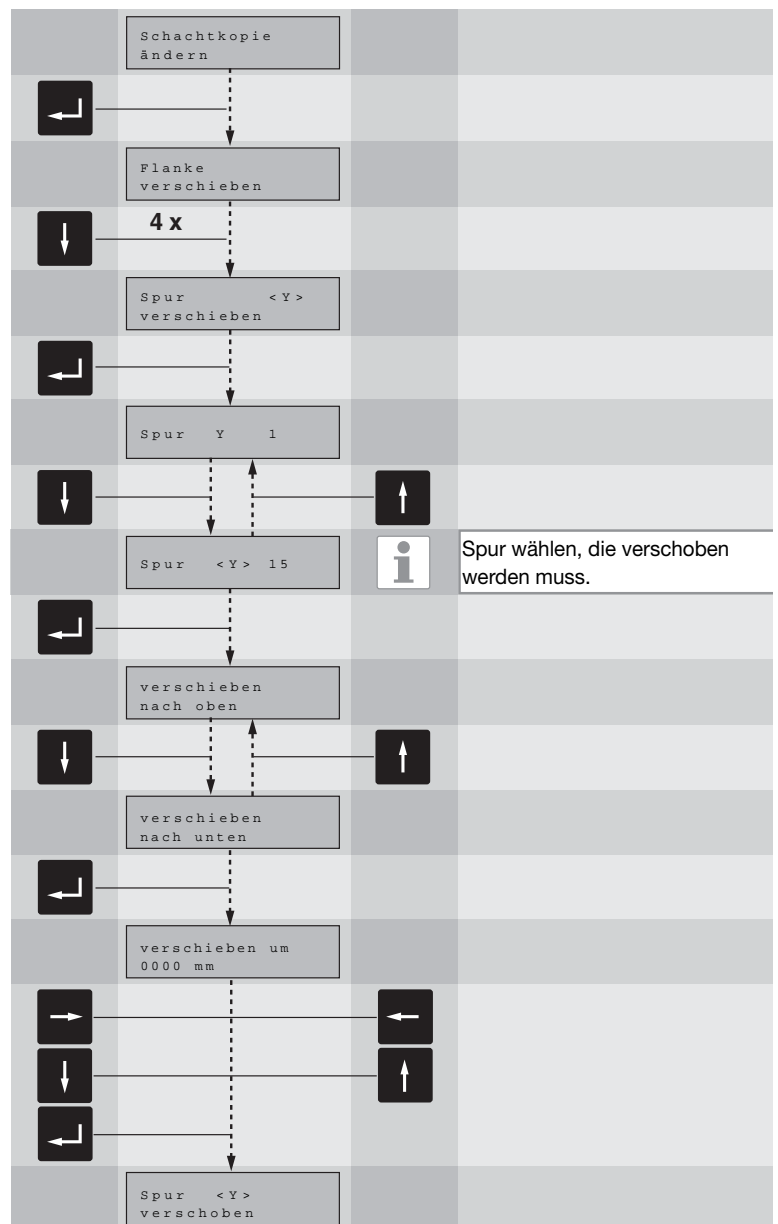 Schachtkopie
ändern
Flanke
verschieben
4 x
Spur <Y>
verschieben
Spur Y 1
Spur <Y> 15
Spur wählen, die verschoben
werden muss.
verschieben
nach oben
verschieben
nach unten
verschieben um
0000 mm
Spur <Y>
verschoben